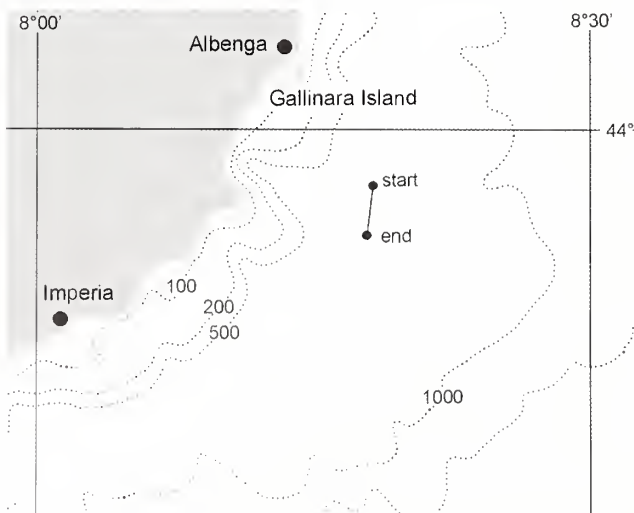 8°00'
8°30'
Albenga
Gallinara Island
44°
start
end
Imperia
100
200
500
1000